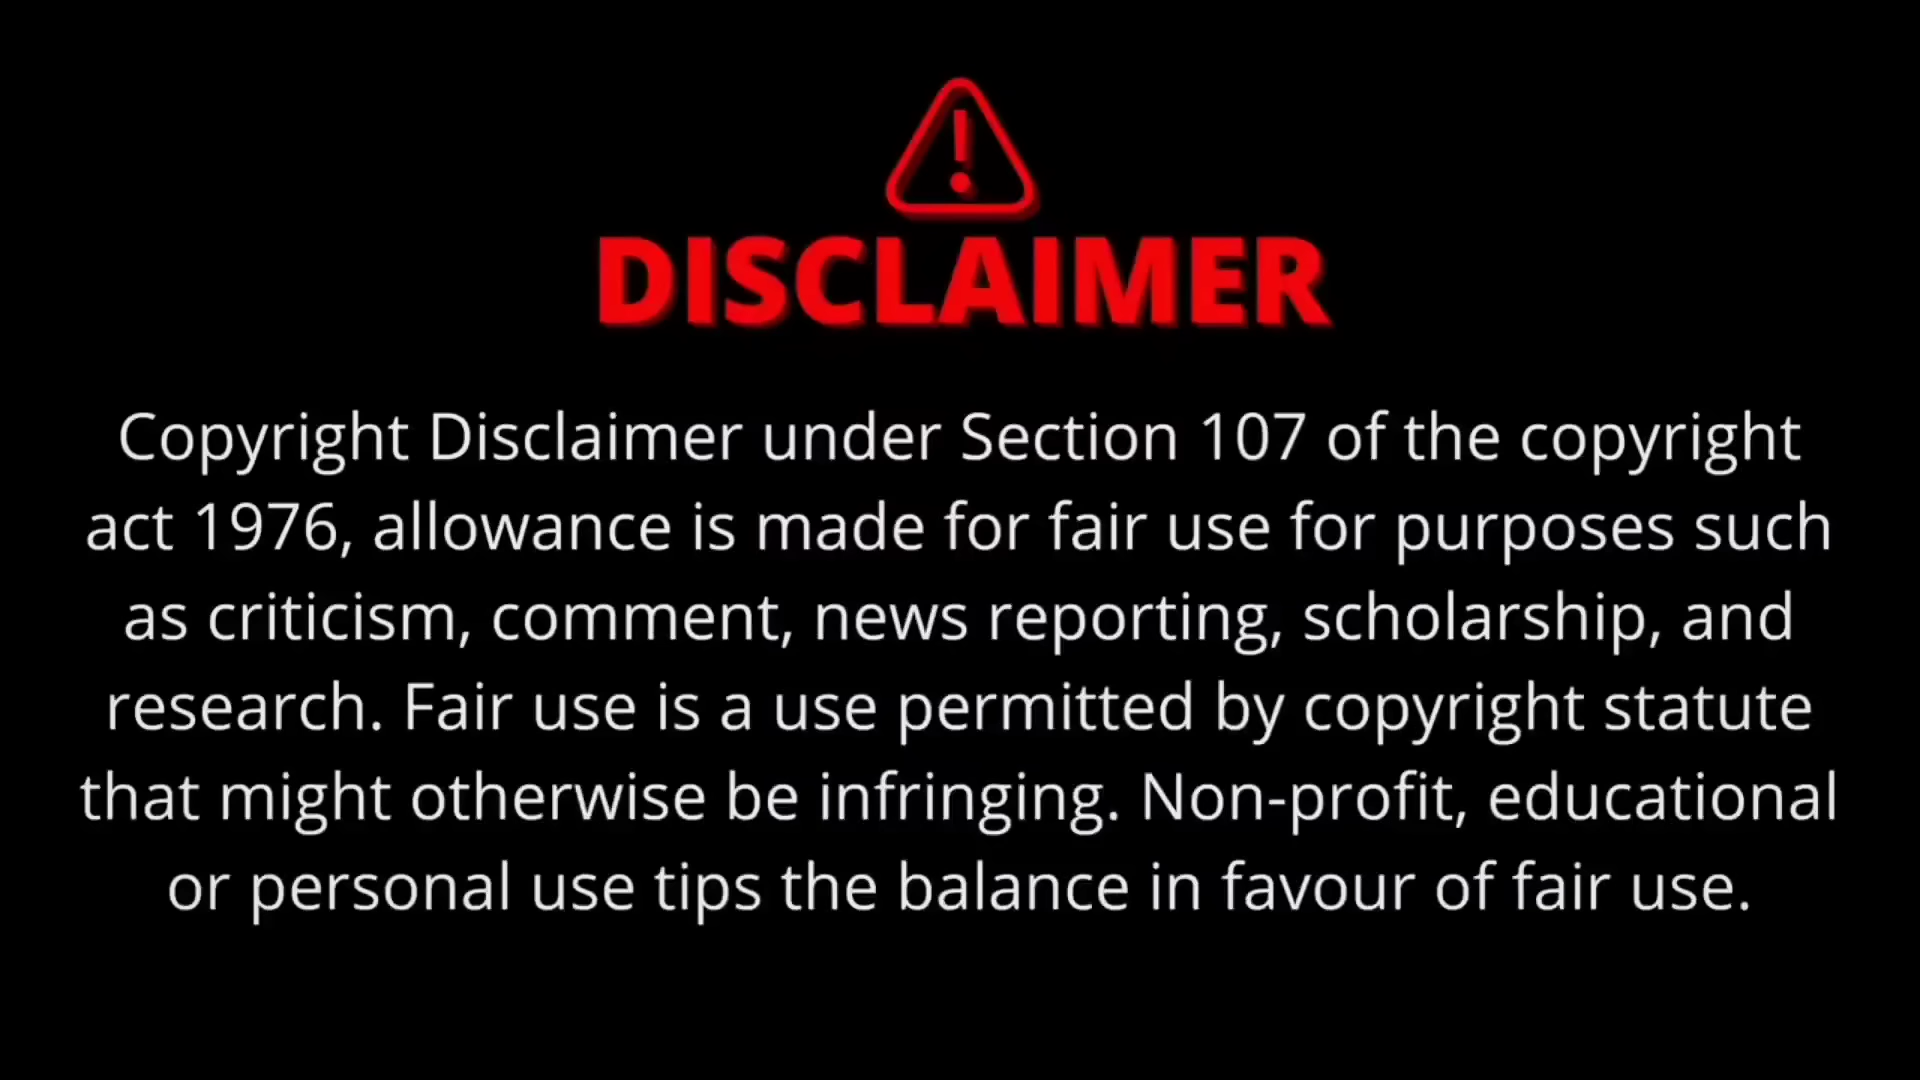 DISCLAIMER
Copyright Disclaimer under Section 107 of the copyright
act 1976, allowance is made for fair use for purposes such
as criticism, comment, news reporting, scholarship, and
research. Fair use is a use permitted by copyright statute
that might otherwise be infringing. Non-profit, educational
or personal use tips the balance in favour of fair use.